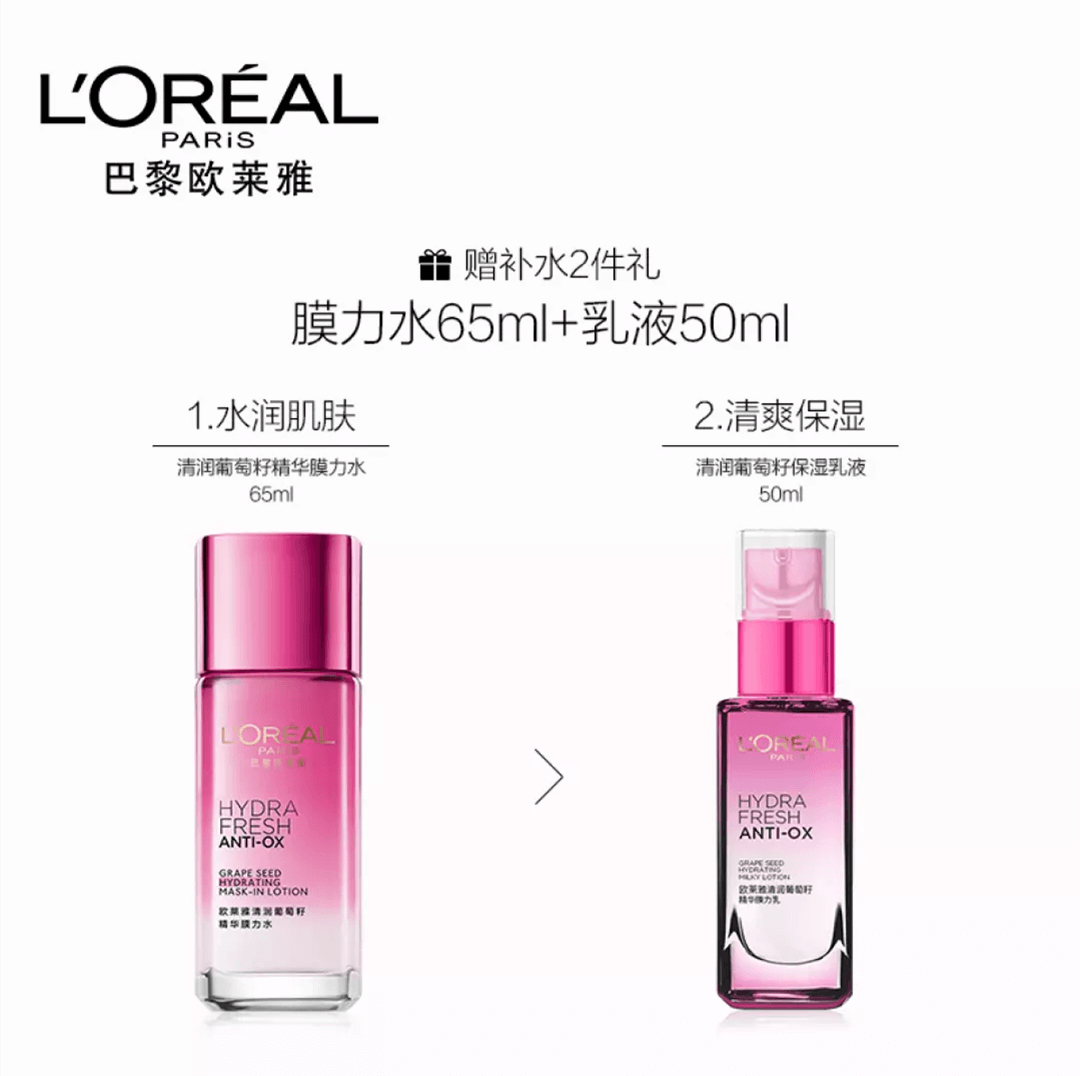 L'ORÉAL
PARiS
巴黎欧莱雅
赠补水2件礼
膜力水65ml+乳液50ml
1.水润肌肤
清润葡萄籽精华膜力水
65ml
2.清爽保湿
清润葡萄籽保湿乳液
50ml
L'ORÉAL
PARIS
巴黎欧莱雅
HYDRA
FRESH
ANTI-OX
GRAPE SEED
HYDRATING
MASK-IN LOTION
欧莱雅清润葡萄籽
精华膜力水
L'ORÉAL
PARIS
HYDRA
FRESH
ANTI-OX
GRAPE SEED
HYDRATING
MILKY LOTION
欧莱雅清润葡萄籽
精华膜力乳